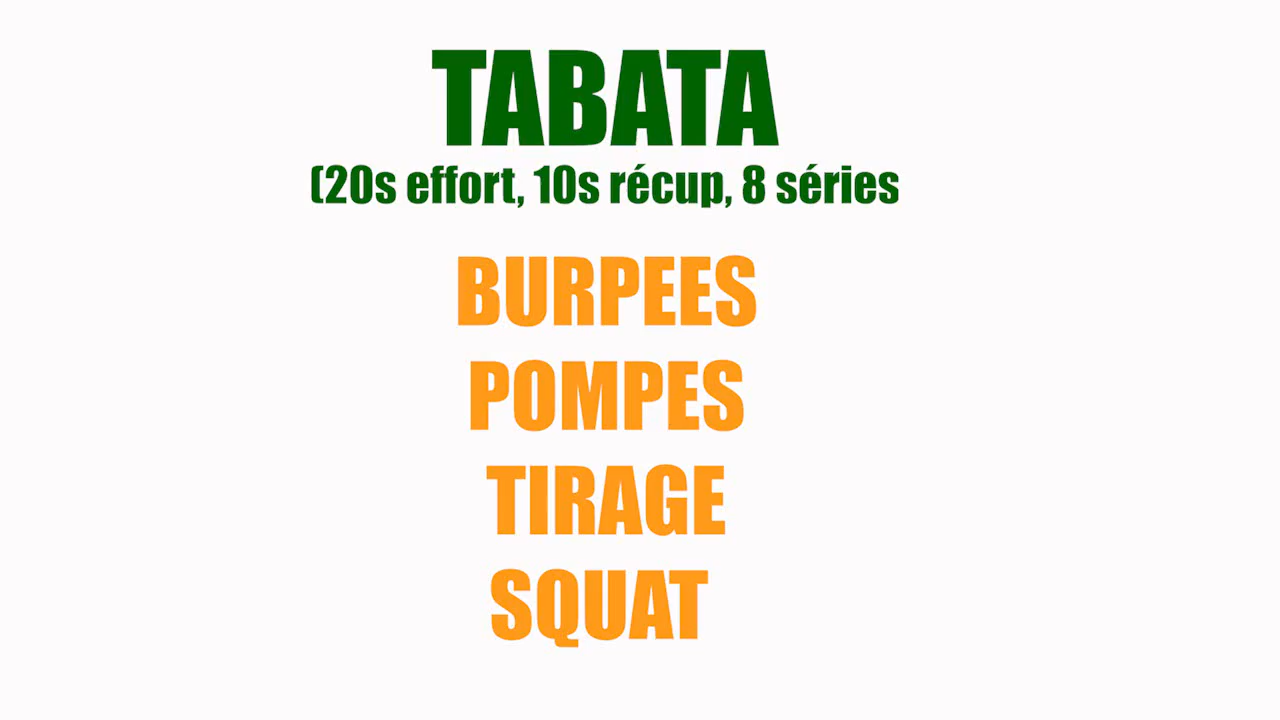 TABATA
(20s effort, 10s récup, 8 séries
BURPEES
POMPES
TIRAGE
SQUAT